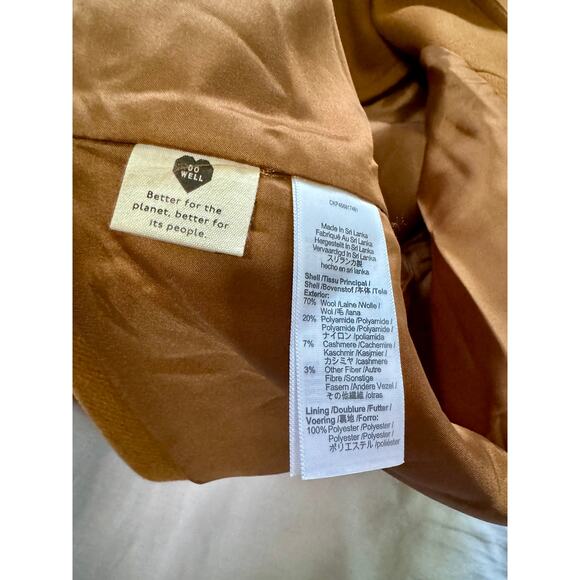 DO
WELL
Better for the
planet, better for
its people.
Made in Sri Lanka
Fabriqué Au Sri Lanka
Hergesteilt In Sri Lanka
Vervaardigd In Sri Lanka
スリランカ製
hecho en sri lanka
Shell /Tissu Principal /
Shell /Bovenstof /本体 /Tela
Exterior:
70% Wool /Laine /Wolle /
Wol /毛 /lana
20% Polyamide /Polyamide /
Polyamide /Polyamide /
ナイロン /poliamida
7% Cashmere /Cachemire /
Kaschmir /Kasjmier /
カシミヤ /cashmere
3% Other Fiber /Autre
Fibre /Sonstige
Fasern /Andere Vezel /
その他繊維 /otras
Lining /Doublure /Futter /
Voering /裏地 /Forro:
100% Polyester /Polyester /
Polyester /Polyester /
ポリエステル /poliéster